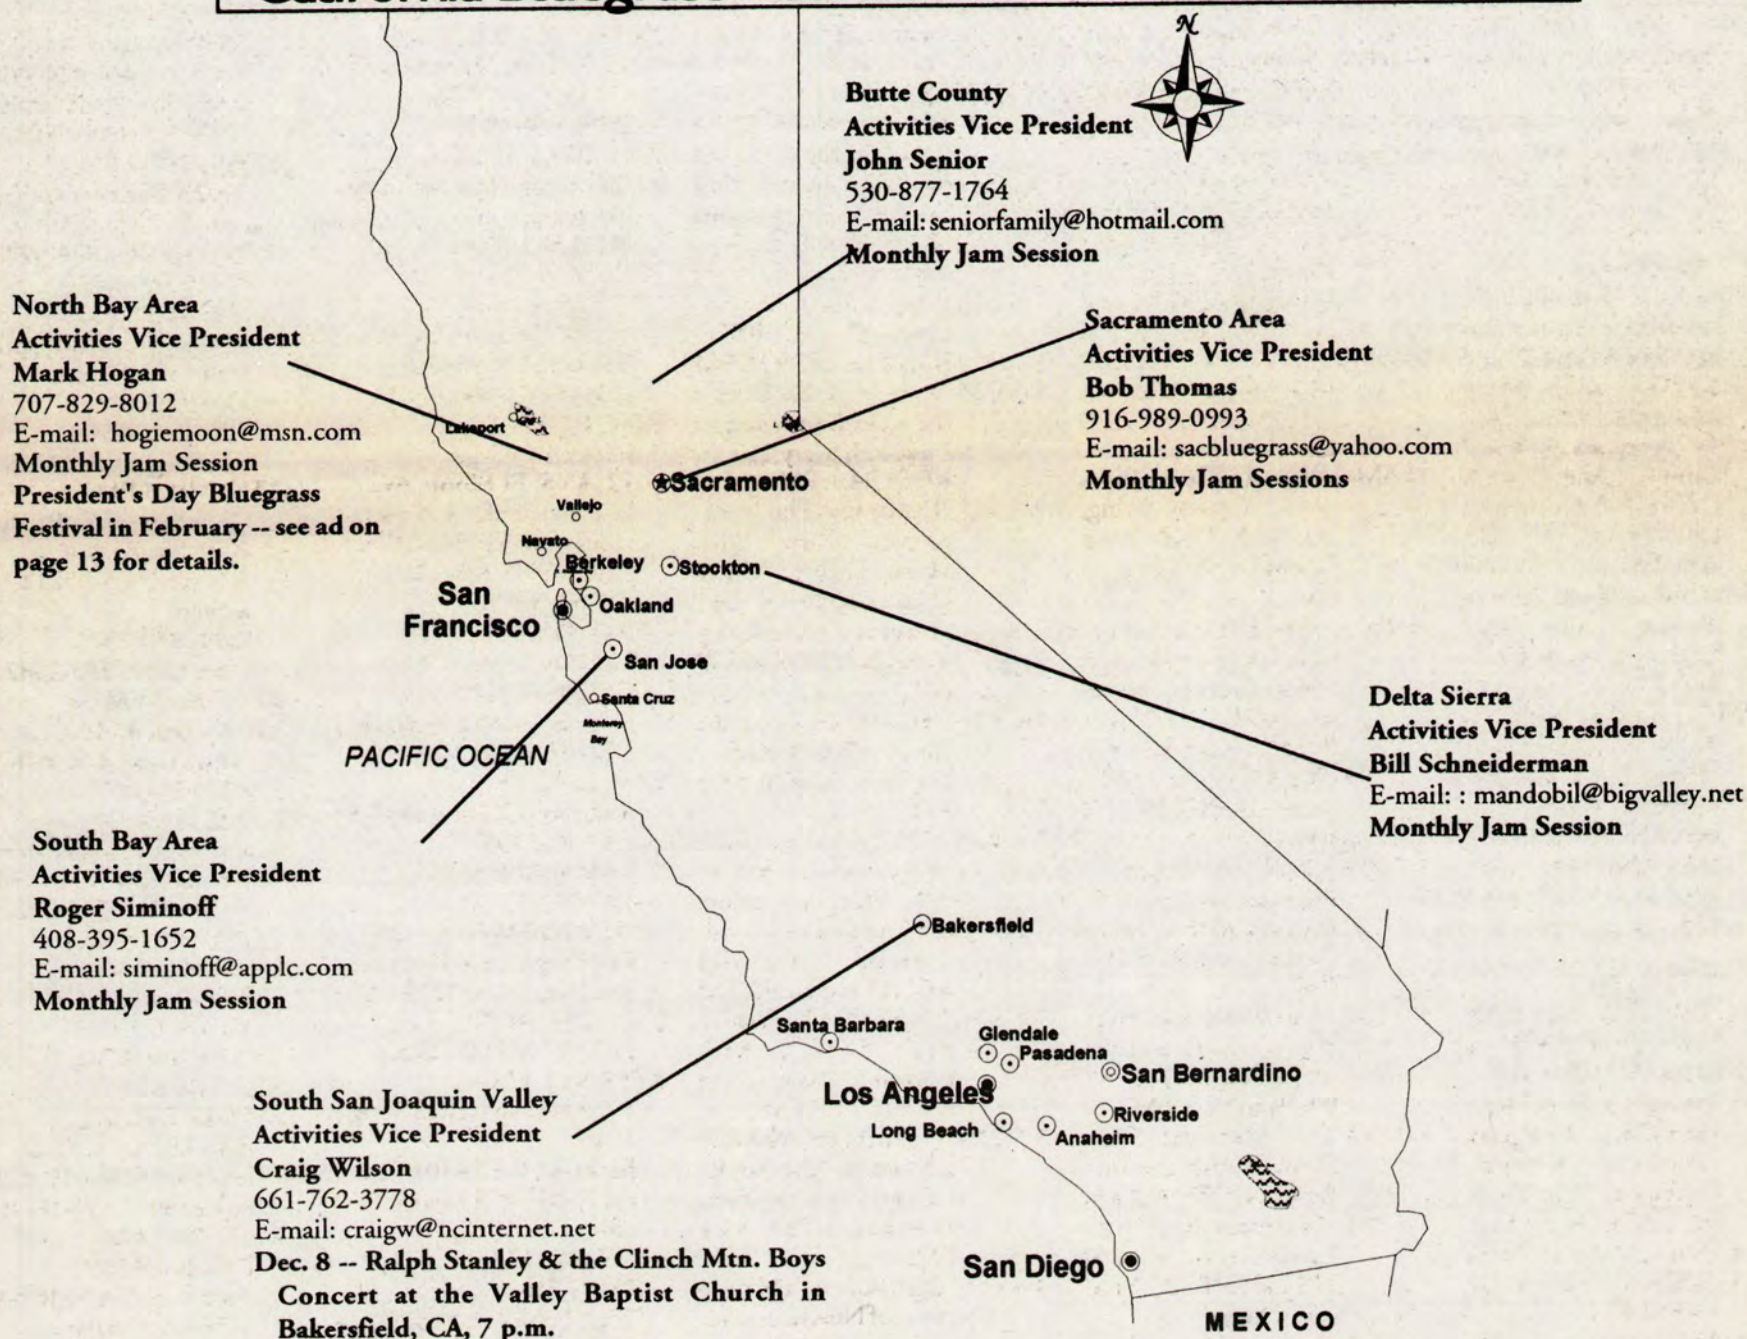 N
Butte County
Activities Vice President
John Senior
530-877-1764
E-mail: seniorfamily@hotmail.com
Monthly Jam Session
North Bay Area
Activities Vice President
Mark Hogan
707-829-8012
E-mail: hogiemoon@msn.com
Monthly Jam Session
President's Day Bluegrass
Festival in February -- see ad on
page 13 for details.
Sacramento Area
Activities Vice President
Bob Thomas
916-989-0993
E-mail: sacbluegrass@yahoo.com
Monthly Jam Sessions
Lakeport
Sacramento
Vallejo
Novato
Berkeley
Stockton
San
Francisco
Oakland
San Jose
Santa Cruz
Monterey
Bay
PACIFIC OCEAN
Delta Sierra
Activities Vice President
Bill Schneiderman
E-mail: : mandobil@bigvalley.net
Monthly Jam Session
South Bay Area
Activities Vice President
Roger Siminoff
408-395-1652
E-mail: siminoff@applc.com
Monthly Jam Session
Bakersfield
Santa Barbara
Glendale
Pasadena
San Bernardino
Los Angeles
Riverside
Long Beach
Anaheim
South San Joaquin Valley
Activities Vice President
Craig Wilson
661-762-3778
E-mail: craigw@ncinternet.net
Dec. 8 -- Ralph Stanley & the Clinch Mtn. Boys
Concert at the Valley Baptist Church in
Bakersfield, CA, 7 p.m.
San Diego
MEXICO